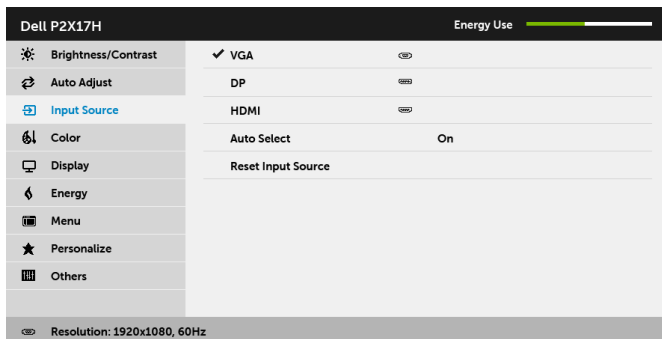 Dell P2X17H Energy Use
Brightness/Contrast VGA
Auto Adjust DP
Input Source HDMI
Color Auto Select On
Display Reset Input Source
Energy
Menu
Personalize
Others
Resolution: 1920x1080, 60Hz